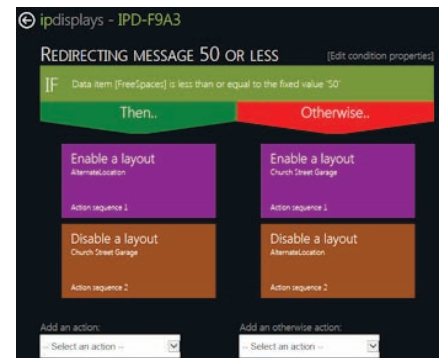 ipdisplays - IPD-F9A3
REDIRECTING MESSAGE 50 OR LESS
[Edit condition properties]
IF Data item [FreeSpaces] is less than or equal to the fixed value '50'
Then..
Otherwise..
Enable a layout
AlternateLocation
Action sequence 1
Enable a layout
Church Street Garage
Action sequence 1
Disable a layout
Church Street Garage
Action sequence 2
Disable a layout
AlternateLocation
Action sequence 2
Add an action:
-- Select an action --
Add an otherwise action:
-- Select an action --